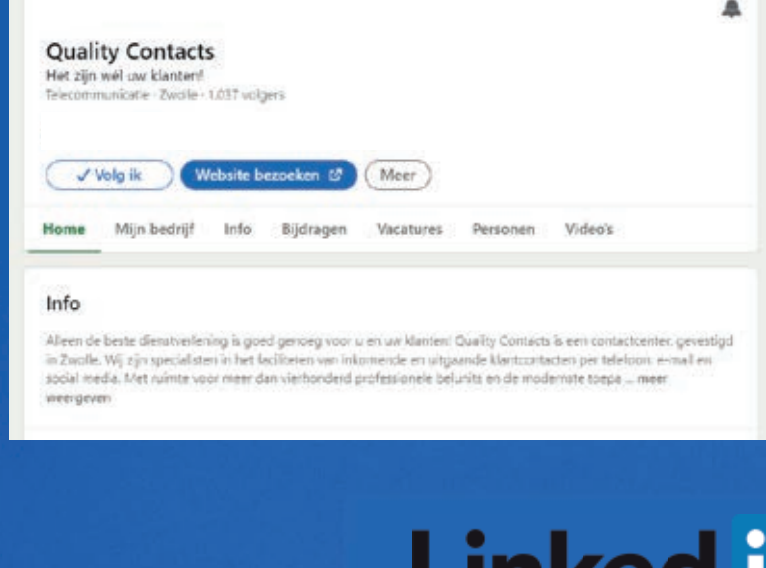 Quality Contacts
Het zijn wél uw klanten!
Telecommunicatie · Zwolle · 1.037 volgers
Volg ik
Website bezoeken
Meer
Home Mijn bedrijf Info Bijdragen Vacatures Personen Video's
Info
Alleen de beste dienstverlening is goed genoeg voor u en uw klanten! Quality Contacts is een contactcenter, gevestigd
in Zwolle. Wij zijn specialisten in het faciliteren van inkomende en uitgaande klantcontacten per telefoon, e-mail en
social media. Met ruimte voor meer dan vierhonderd professionele belunits en de modernste toepa ... meer
weergeven
Linked i